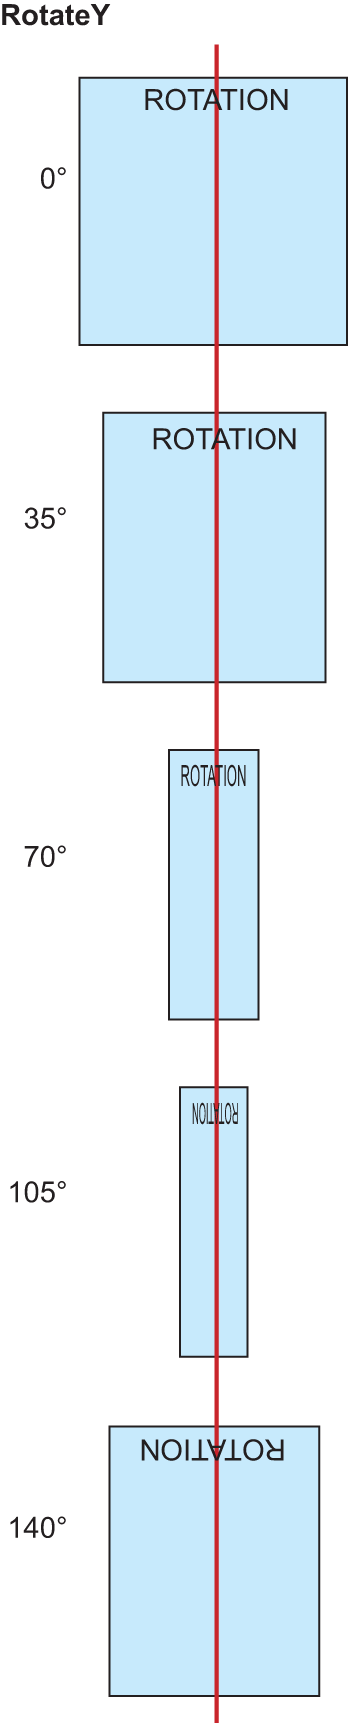 RotateY
ROTATION
0°
ROTATION
35°
ROTATION
70°
ROTATION
105°
ROTATION
140°